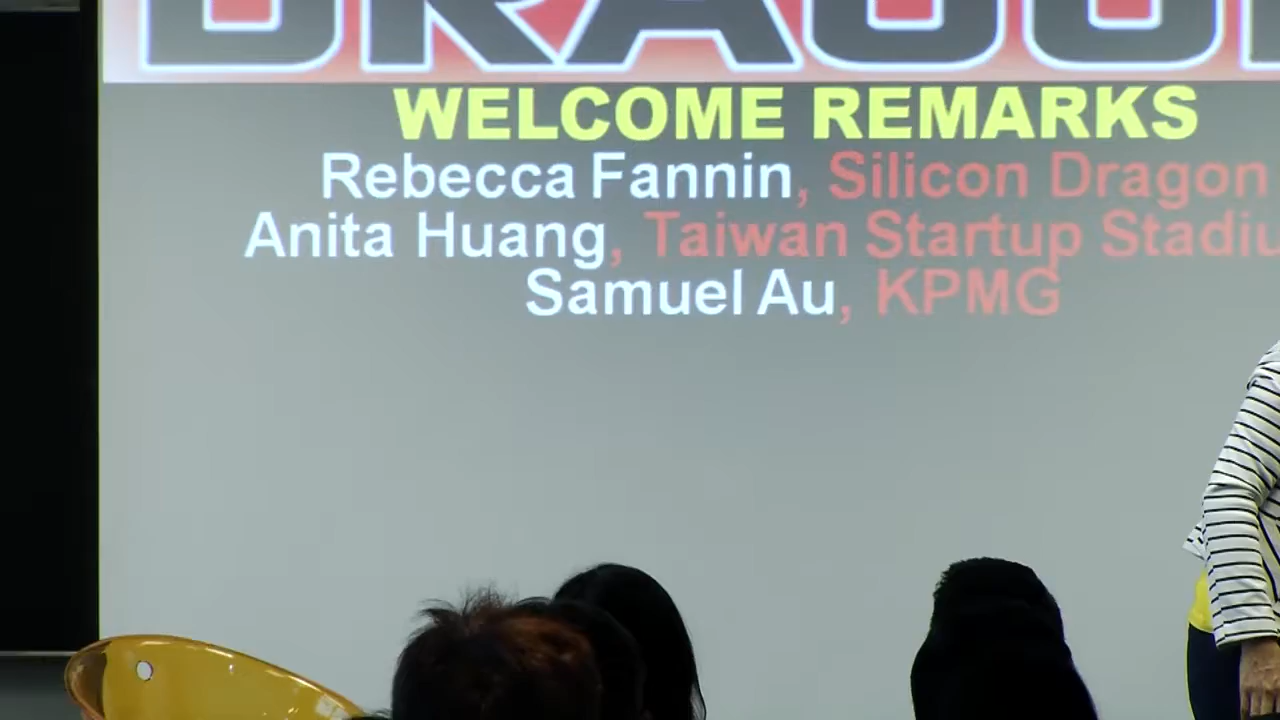 WELCOME REMARKS
Rebecca Fannin, Silicon Dragon
Anita Huang, Taiwan Startup
Samuel Au, KPMG